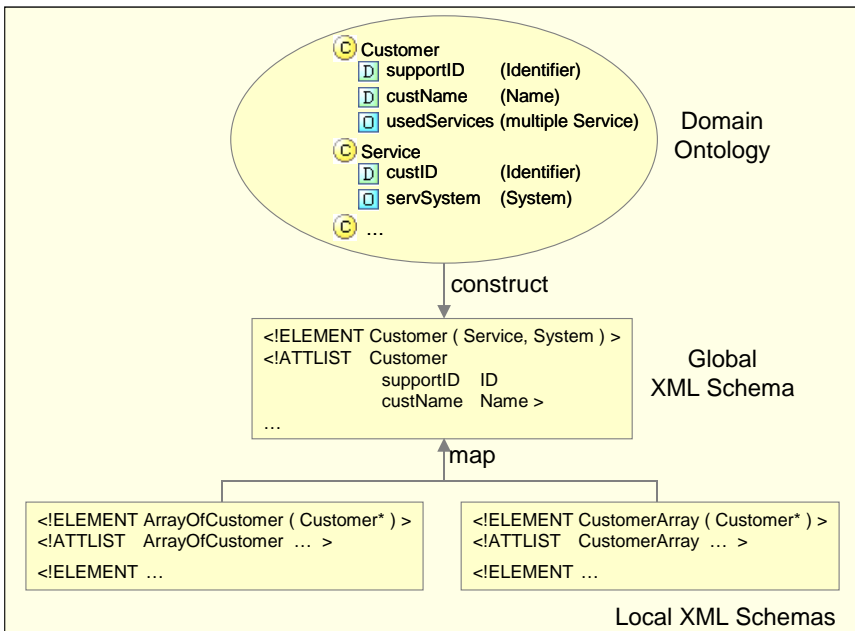 C Customer
D supportID (Identifier)
D custName (Name)
O usedServices (multiple Service)
C Service
D custID (Identifier)
O servSystem (System)
C ...
Domain
Ontology
construct
<!ELEMENT Customer ( Service, System ) >
<!ATTLIST Customer
supportID ID
custName Name >
...
Global
XML Schema
map
<!ELEMENT ArrayOfCustomer ( Customer* ) >
<!ATTLIST ArrayOfCustomer ... >
<!ELEMENT ...
<!ELEMENT CustomerArray ( Customer* ) >
<!ATTLIST CustomerArray ... >
<!ELEMENT ...
Local XML Schemas